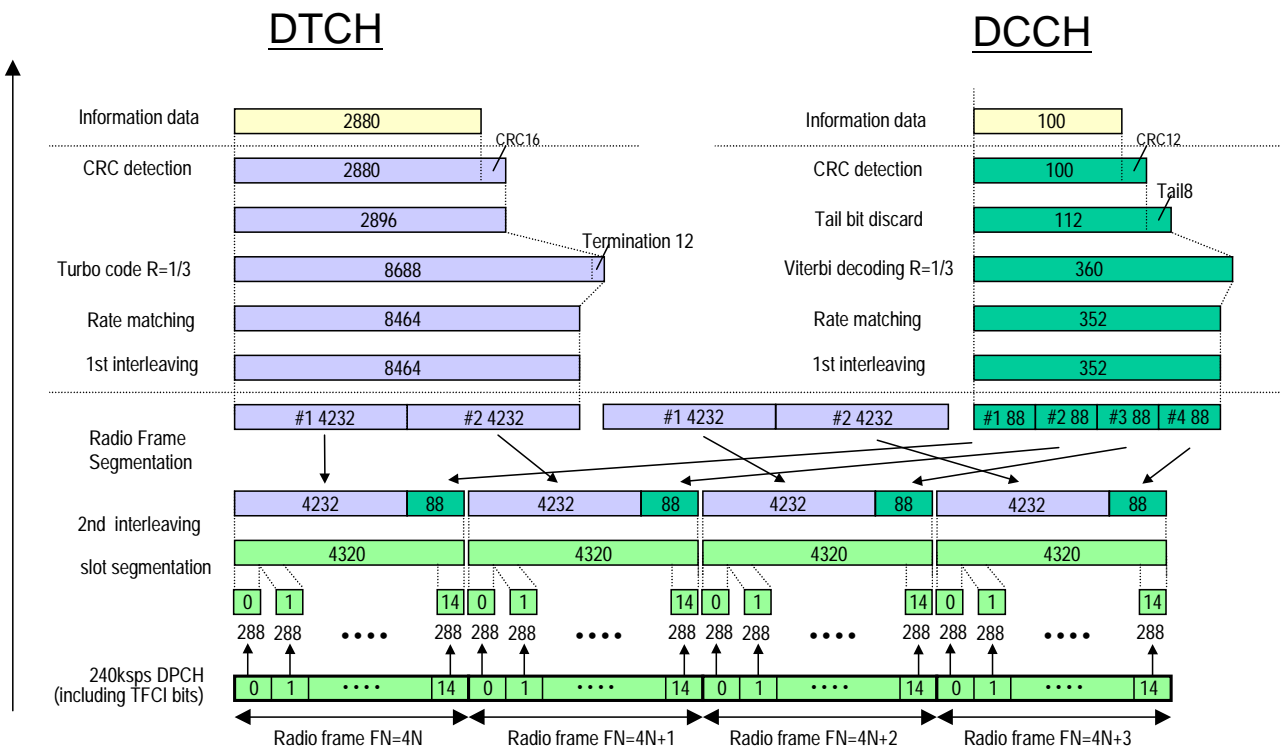 DTCH DCCH
Information data 2880 Information data 100
CRC16 CRC12
CRC detection 2880 CRC detection 100
2896 Tail bit discard 112 Tail8
Termination 12
Turbo code R=1/3 8688 Viterbi decoding R=1/3 360
Rate matching 8464 Rate matching 352
1st interleaving 8464 1st interleaving 352
#1 4232 #2 4232 #1 4232 #2 4232 #1 88 #2 88 #3 88 #4 88
Radio Frame
Segmentation
4232 88 4232 88 4232 88 4232 88
2nd interleaving
4320 4320 4320 4320
slot segmentation
0 1 14 0 1 14 0 1 14 0 1 14
288 288 •••• 288 288 288 •••• 288 288 288 •••• 288 288 288 •••• 288
240ksps DPCH
(including TFCI bits)
0 1 •••• 14 0 1 •••• 14 0 1 •••• 14 0 1 •••• 14
Radio frame FN=4N Radio frame FN=4N+1 Radio frame FN=4N+2 Radio frame FN=4N+3